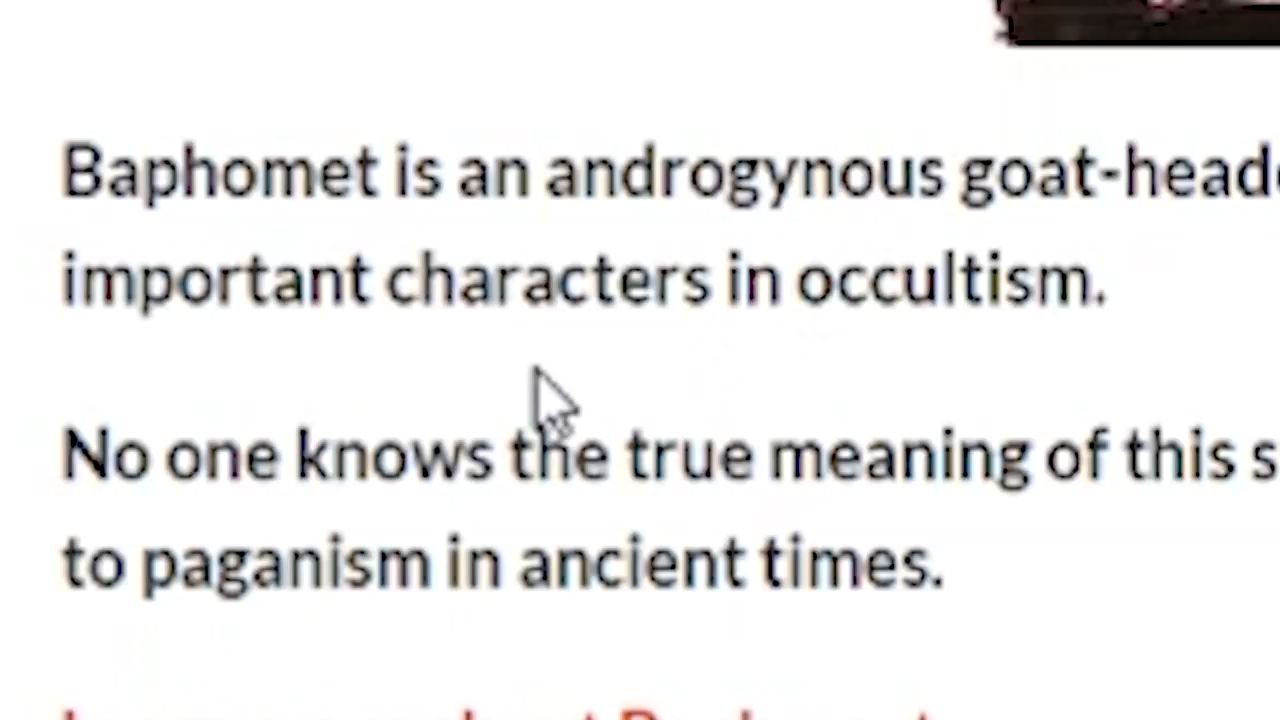 Baphomet is an androgynous goat-head
important characters in occultism.
No one knows the true meaning of this s
to paganism in ancient times.